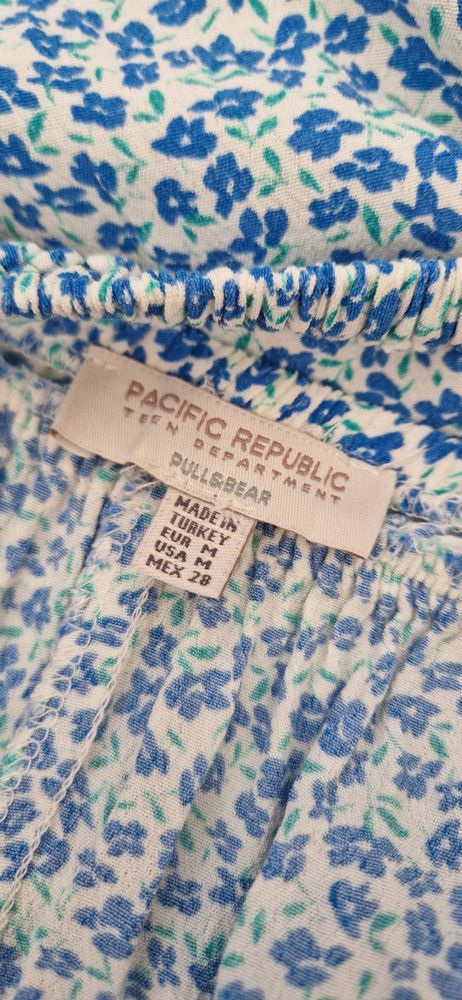 PACIFIC REPUBLIC
TEEN DEPARTMENT
PULL&BEAR
MADE IN
TURKEY
EUR M
USA M
MEX 28